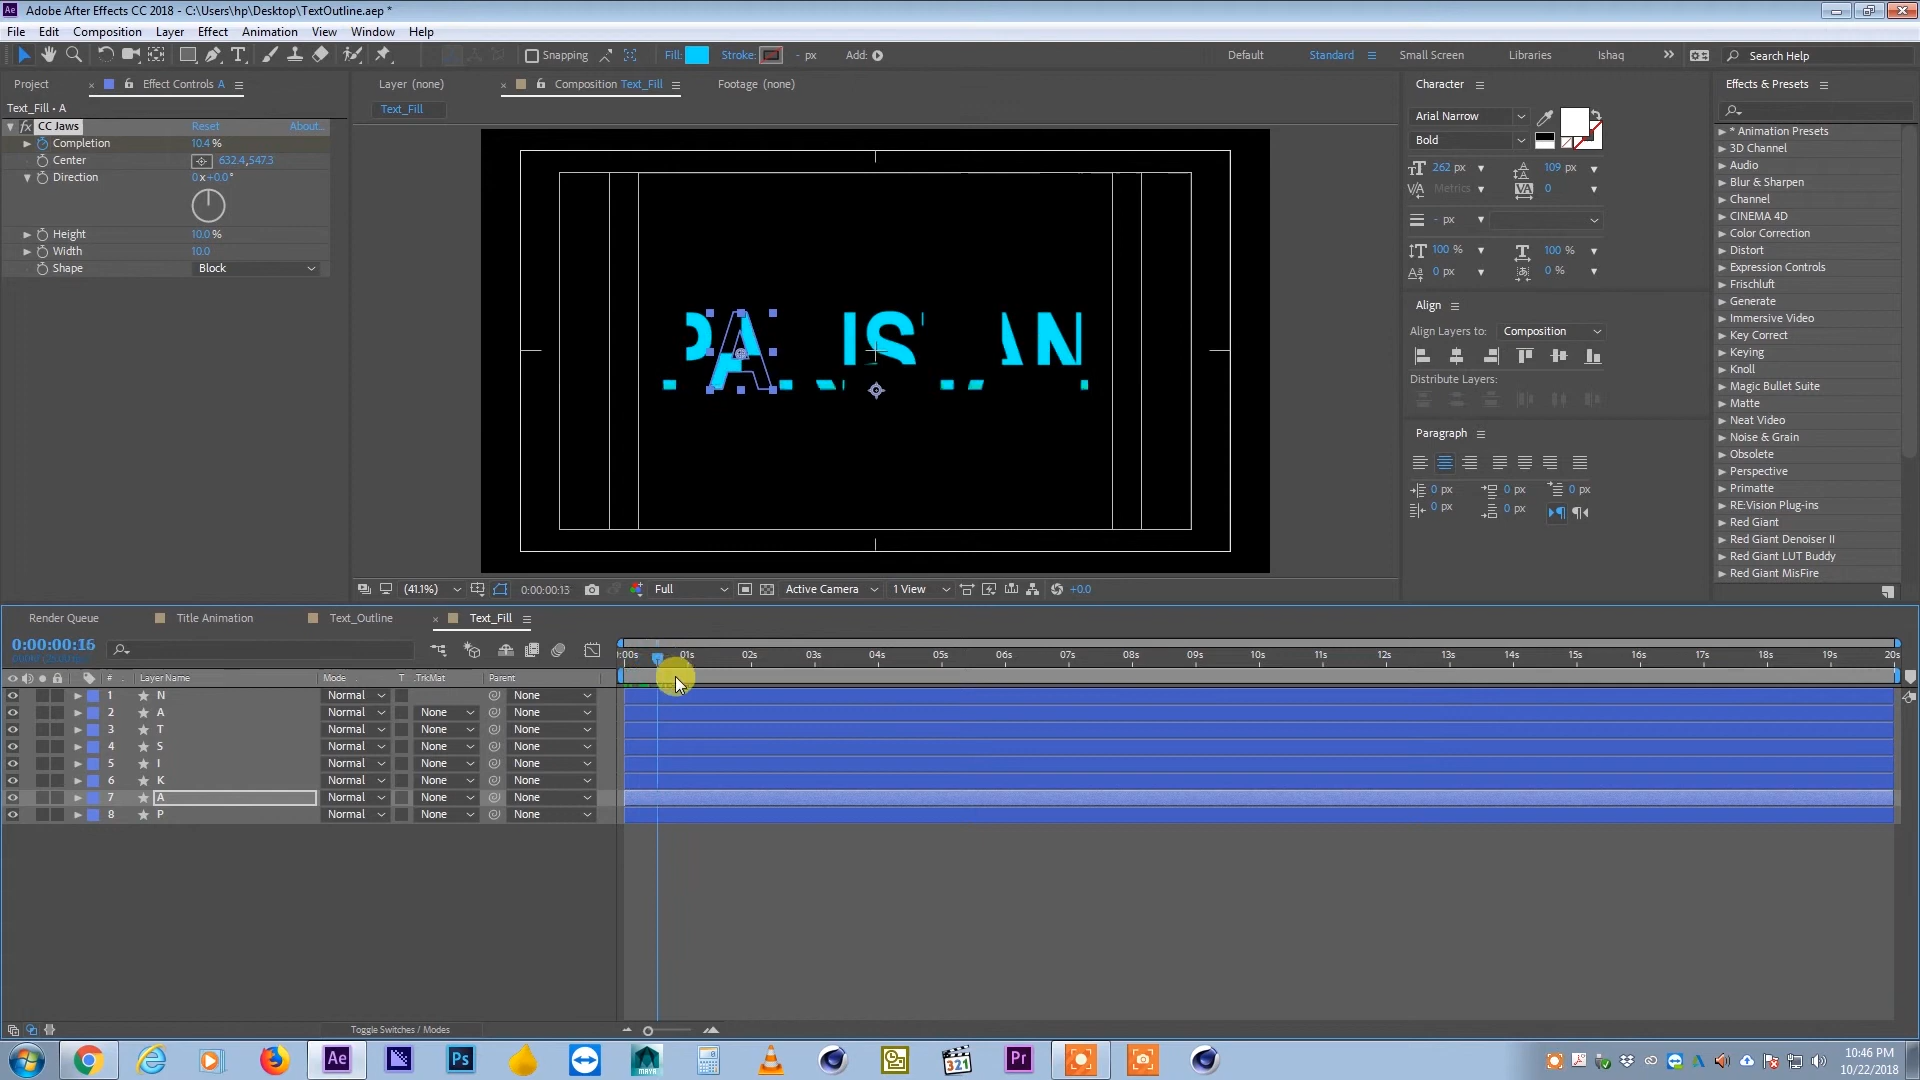 Adobe After Effects CC 2018 - C:\Users\hp\Desktop\TextOutline.aep *
File Edit Composition Layer Effect Animation View Window Help
Snapping Fill: Stroke: - px Add: Default Standard Small Screen Libraries Ishaq Search Help
Project Effect Controls A Layer (none) Composition Text_Fill Footage (none) Character Effects & Presets
Text_Fill • A Text_Fill
fx CC Jaws Reset About...
Completion 10.4 %
Center 632.4,547.3
Direction 0 x +0.0 °
Height 10.0 %
Width 10.0
Shape Block
Arial Narrow
Bold
262 px 109 px
Metrics 0
- px
100 % 100 %
0 px 0 %
Align
Align Layers to: Composition
Distribute Layers:
Paragraph
0 px 0 px 0 px
0 px 0 px
* Animation Presets
3D Channel
Audio
Blur & Sharpen
Channel
CINEMA 4D
Color Correction
Distort
Expression Controls
Frischluft
Generate
Immersive Video
Key Correct
Keying
Knoll
Magic Bullet Suite
Matte
Neat Video
Noise & Grain
Obsolete
Perspective
Primatte
RE:Vision Plug-ins
Red Giant
Red Giant Denoiser II
Red Giant LUT Buddy
Red Giant MisFire
(41.1%) 0:00:00:13 Full Active Camera 1 View +0.0
Render Queue Title Animation Text_Outline Text_Fill
0:00:00:16
:00s 01s 02s 03s 04s 05s 06s 07s 08s 09s 10s 11s 12s 13s 14s 15s 16s 17s 18s 19s 20s
# Layer Name Mode T .TrkMat Parent
1 N Normal None
2 A Normal None None
3 T Normal None None
4 S Normal None None
5 I Normal None None
6 K Normal None None
7 A Normal None None
8 P Normal None None
Toggle Switches / Modes
Ae Ps MAYA 321 Pr
10:46 PM
10/22/2018